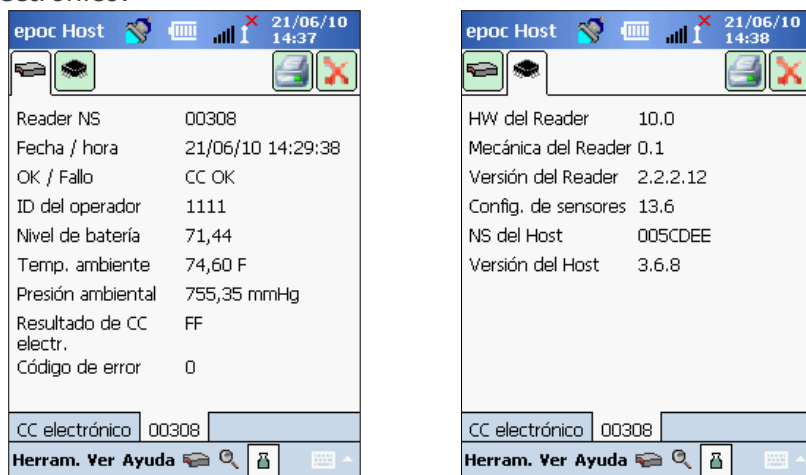 epoc Host 21/06/10
14:37
Reader NS 00308
Fecha / hora 21/06/10 14:29:38
OK / Fallo CC OK
ID del operador 1111
Nivel de batería 71,44
Temp. ambiente 74,60 F
Presión ambiental 755,35 mmHg
Resultado de CC FF
electr.
Código de error 0
CC electrónico 00308
Herram. Ver Ayuda
epoc Host 21/06/10
14:38
HW del Reader 10.0
Mecánica del Reader 0.1
Versión del Reader 2.2.2.12
Config. de sensores 13.6
NS del Host 005CDEE
Versión del Host 3.6.8
CC electrónico 00308
Herram. Ver Ayuda